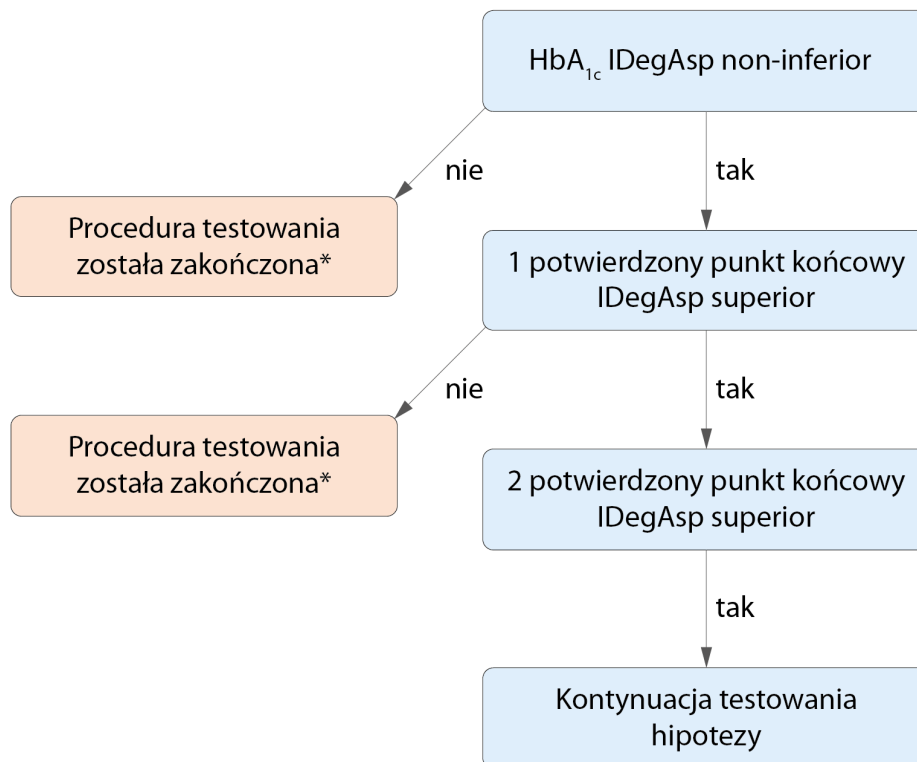 HbA1c IDegAsp non-inferior
nie
tak
Procedura testowania
została zakończona*
1 potwierdzony punkt końcowy
IDegAsp superior
nie
tak
Procedura testowania
została zakończona*
2 potwierdzony punkt końcowy
IDegAsp superior
tak
Kontynuacja testowania
hipotezy